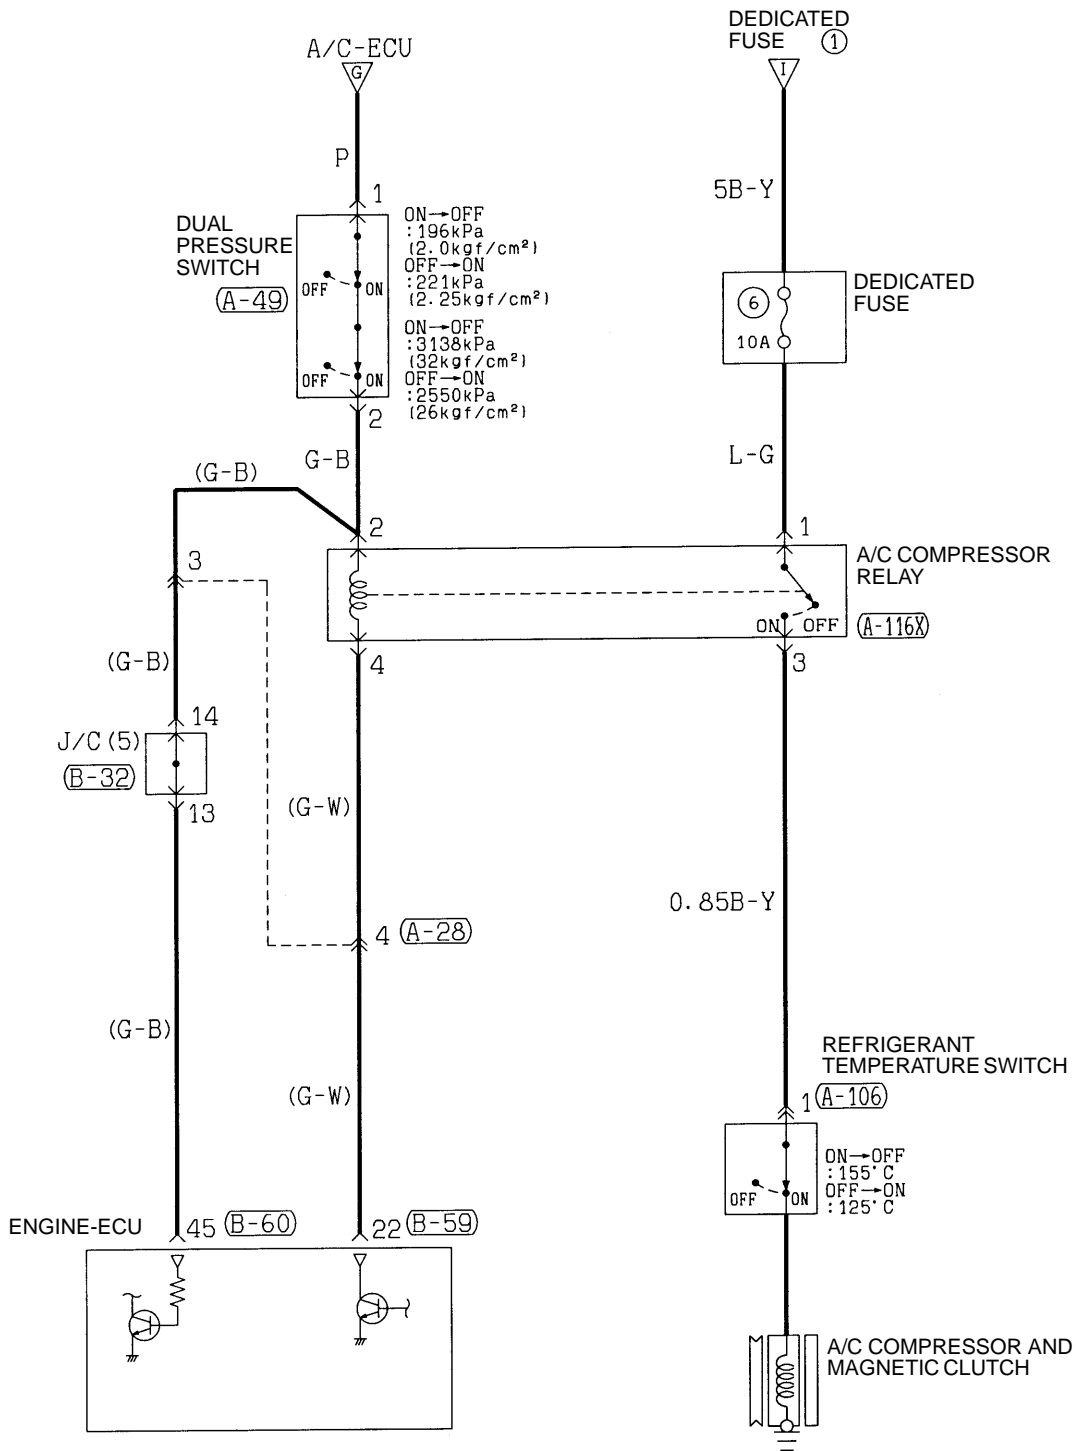 A/C-ECU
G
DEDICATED
FUSE ①
I
P
1
5B-Y
DUAL
PRESSURE
SWITCH
(A-49)
OFF
ON
OFF
ON
ON→OFF
:196kPa
(2.0kgf/cm²)
OFF→ON
:221kPa
(2.25kgf/cm²)
ON→OFF
:3138kPa
(32kgf/cm²)
OFF→ON
:2550kPa
(26kgf/cm²)
DEDICATED
FUSE
⑥
10A
2
G-B
L-G
(G-B)
2
1
3
A/C COMPRESSOR
RELAY
(A-116X)
ON OFF
4
3
(G-B)
14
J/C(5)
(B-32)
13
(G-W)
0.85B-Y
4 (A-28)
(G-B)
(G-W)
REFRIGERANT
TEMPERATURE SWITCH
1 (A-106)
OFF
ON
ON→OFF
:155°C
OFF→ON
:125°C
ENGINE-ECU
45 (B-60)
22 (B-59)
A/C COMPRESSOR AND
MAGNETIC CLUTCH